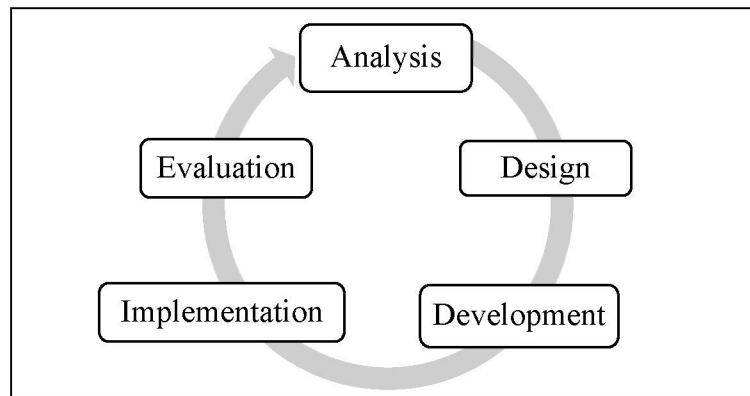 Analysis
Design
Development
Implementation
Evaluation